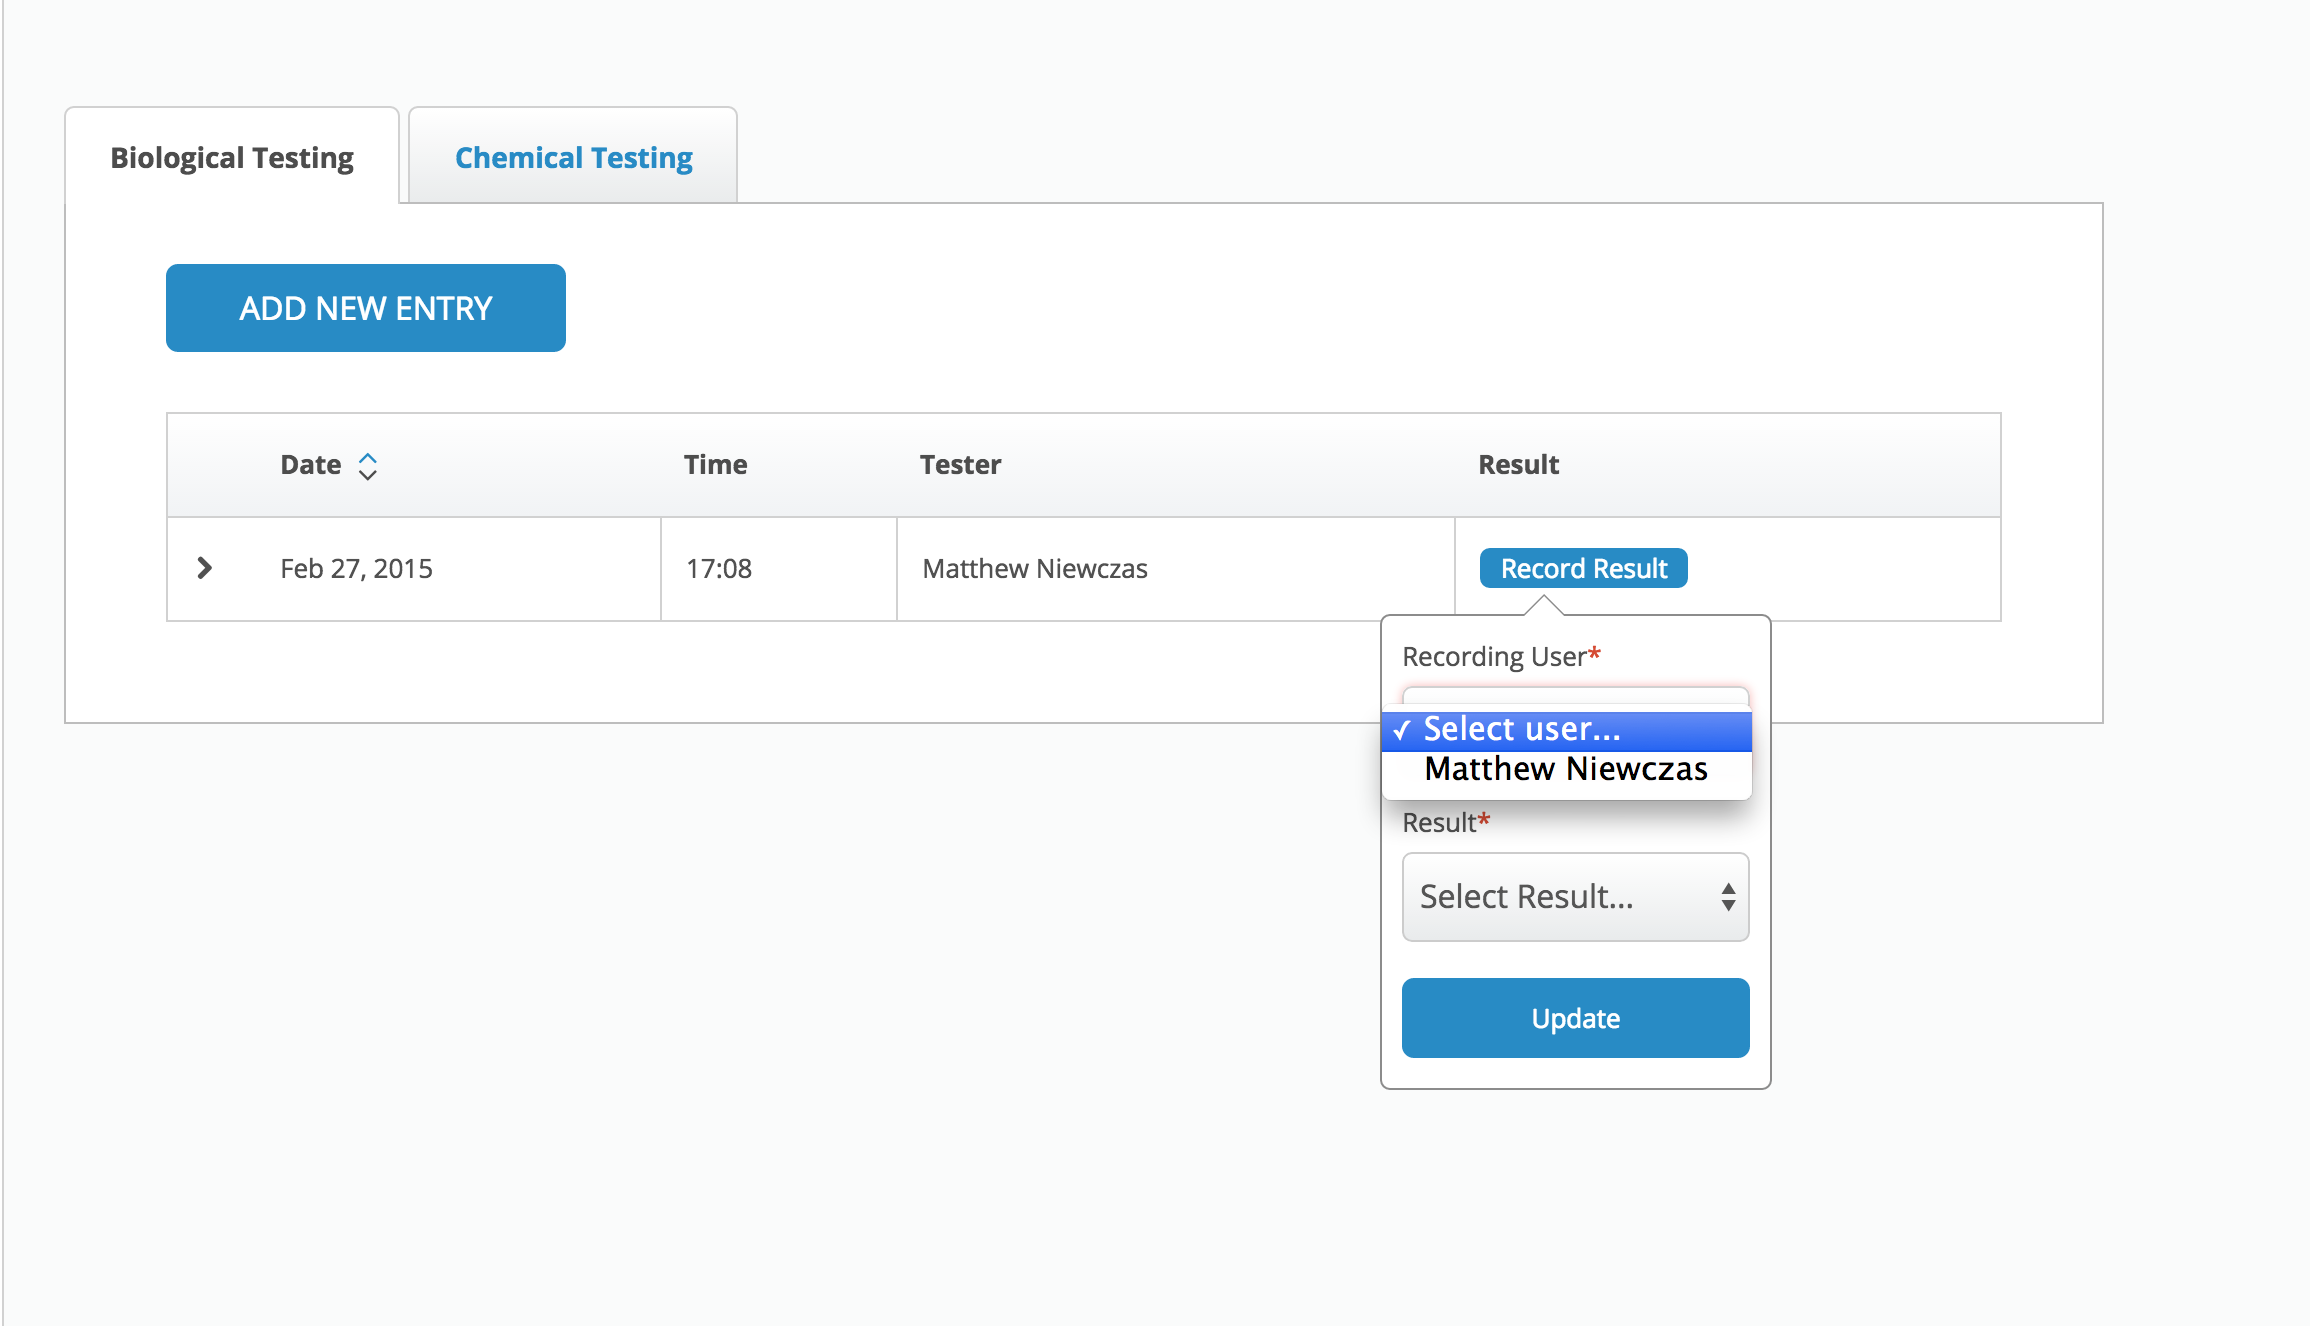 Biological Testing Chemical Testing
ADD NEW ENTRY
Date Time Tester Result
Feb 27, 2015 17:08 Matthew Niewczas Record Result
Recording User*
✓ Select user...
Matthew Niewczas
Result*
Select Result...
Update